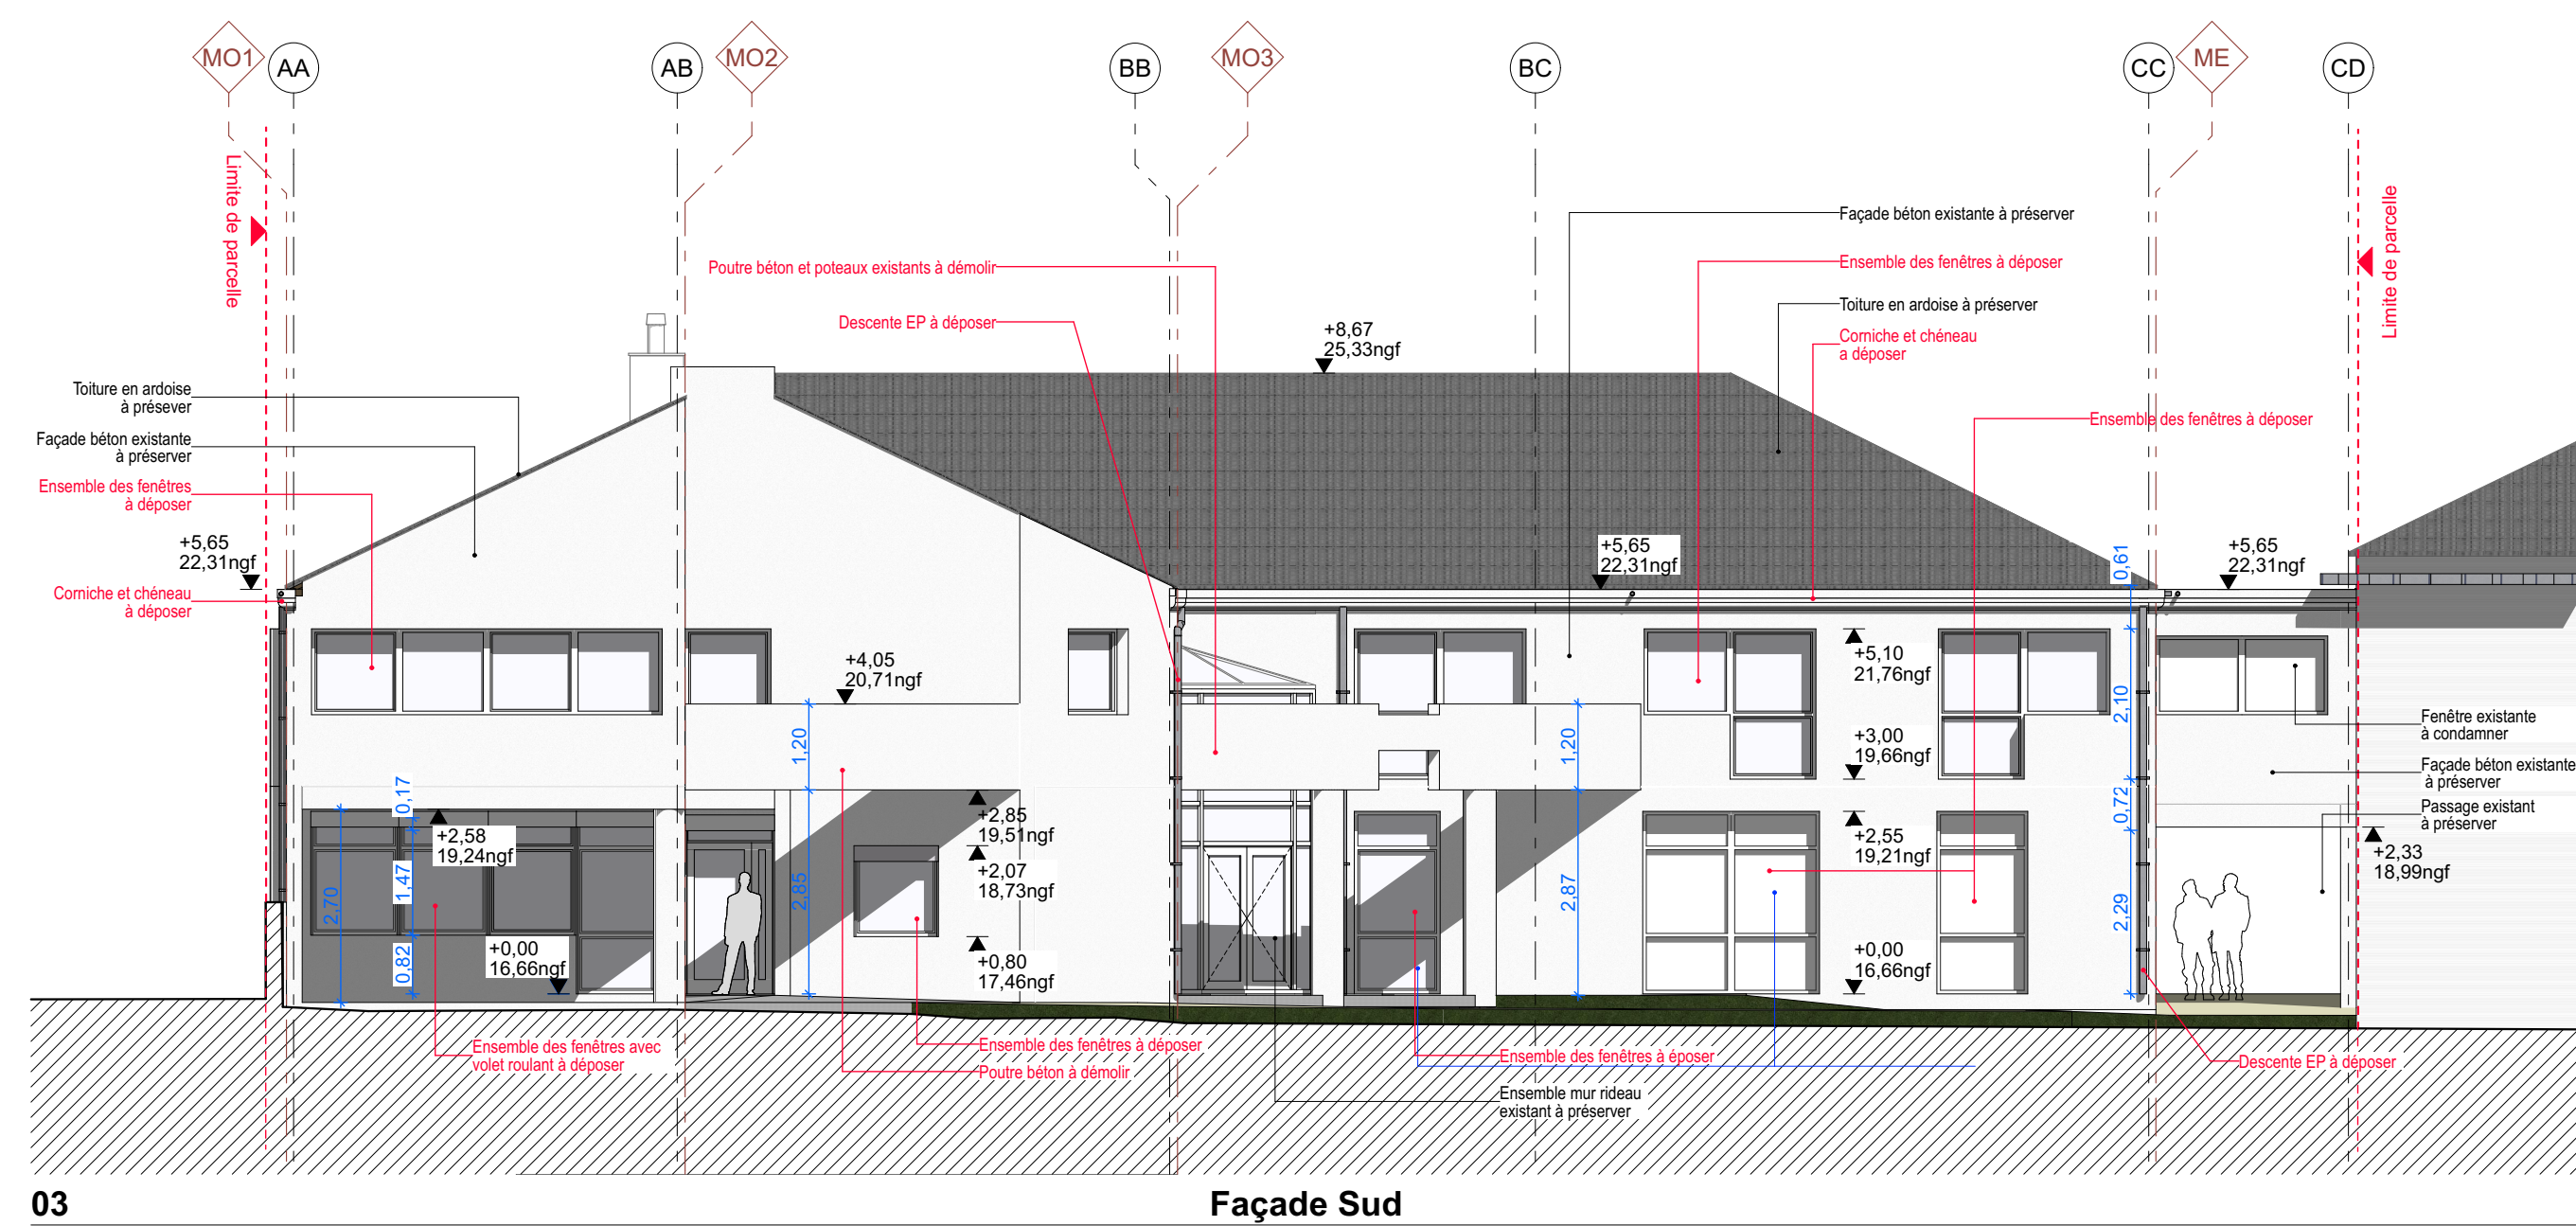 MO1
AA
AB
MO2
BB
MO3
BC
CC
ME
CD
Limite de parcelle
Limite de parcelle
Façade béton existante à préserver
Ensemble des fenêtres à déposer
Toiture en ardoise à préserver
Corniche et chéneau
a déposer
Poutre béton et poteaux existants à démolir
Descente EP à déposer
+8,67
25,33ngf
Toiture en ardoise
à présever
Façade béton existante
à préserver
Ensemble des fenêtres
à déposer
Ensemble des fenêtres à déposer
+5,65
22,31ngf
+5,65
22,31ngf
0,61
+5,65
22,31ngf
Corniche et chéneau
à déposer
+4,05
20,71ngf
+5,10
21,76ngf
2,10
1,20
1,20
+3,00
19,66ngf
Fenêtre existante
à condamner
Façade béton existante
à préserver
Passage existant
à préserver
0,17
0,72
+2,58
19,24ngf
+2,85
19,51ngf
+2,55
19,21ngf
+2,33
18,99ngf
2,70
1,47
2,85
+2,07
18,73ngf
2,87
2,29
0,82
+0,00
16,66ngf
+0,80
17,46ngf
+0,00
16,66ngf
Ensemble des fenêtres avec
volet roulant à déposer
Ensemble des fenêtres à déposer
Poutre béton à démolir
Ensemble des fenêtres à époser
Descente EP à déposer
Ensemble mur rideau
existant à préserver
03
Façade Sud